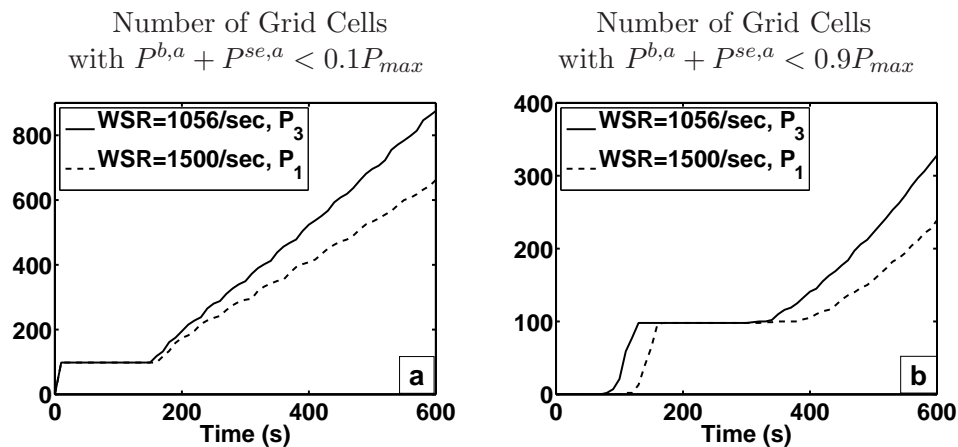 Number of Grid Cells
with $P^{b,a} + P^{se,a} < 0.1P_{max}$
800
600
400
200
0
WSR=1056/sec, P_3
WSR=1500/sec, P_1
a
0 200 400 600
Time (s)
Number of Grid Cells
with $P^{b,a} + P^{se,a} < 0.9P_{max}$
400
300
200
100
0
WSR=1056/sec, P_3
WSR=1500/sec, P_1
b
0 200 400 600
Time (s)